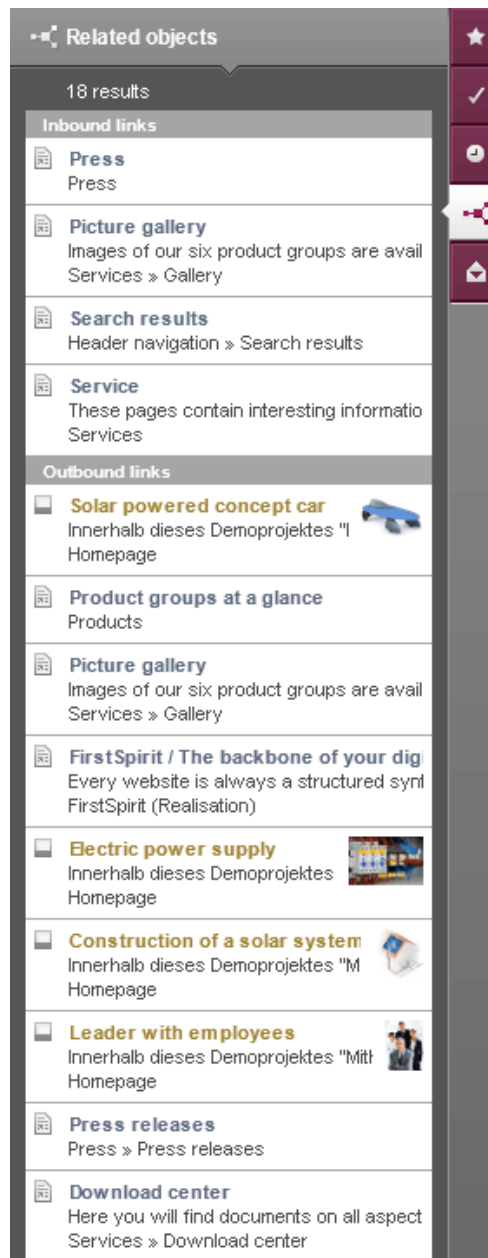 Related objects
18 results
Inbound links
Press
Press
Picture gallery
Images of our six product groups are avail
Services » Gallery
Search results
Header navigation » Search results
Service
These pages contain interesting informatio
Services
Outbound links
Solar powered concept car
Innerhalb dieses Demoprojektes "I
Homepage
Product groups at a glance
Products
Picture gallery
Images of our six product groups are avail
Services » Gallery
FirstSpirit / The backbone of your digi
Every website is always a structured synt
FirstSpirit (Realisation)
Electric power supply
Innerhalb dieses Demoprojektes
Homepage
Construction of a solar system
Innerhalb dieses Demoprojektes "M
Homepage
Leader with employees
Innerhalb dieses Demoprojektes "Mith
Homepage
Press releases
Press » Press releases
Download center
Here you will find documents on all aspect
Services » Download center